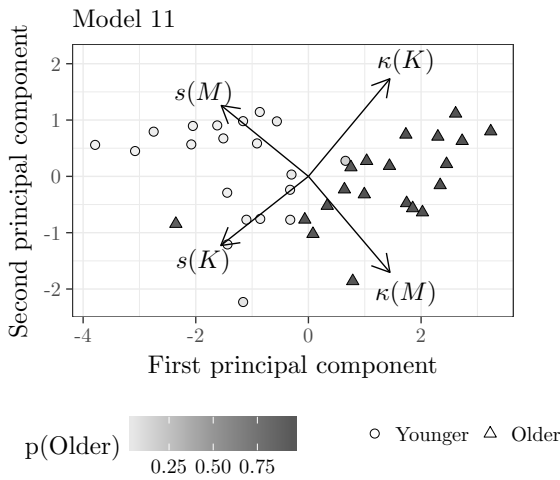 Model 11
Second principal component
2
1
0
-1
-2
κ(K)
s(M)
s(K)
κ(M)
-4
-2
0
2
First principal component
p(Older)
0.25 0.50 0.75
Younger
Older